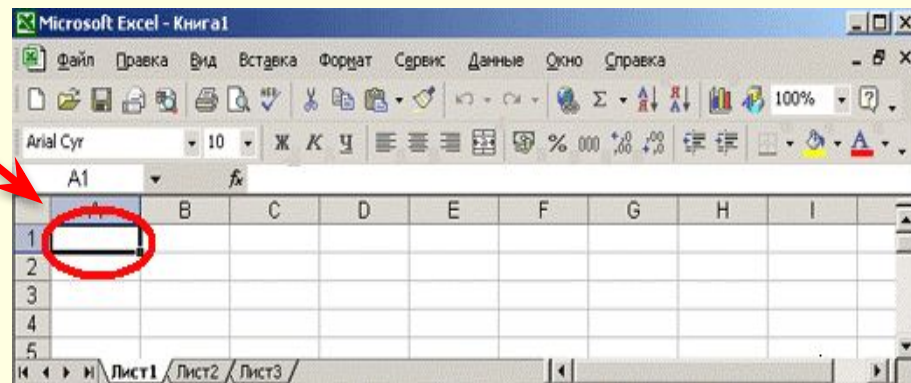 Microsoft Excel - Книга1
Файл Правка Вид Вставка Формат Сервис Данные Окно Справка
100%
Arial Cyr 10 Ж К Ч % 000
A1 fx
A B C D E F G H I
1
2
3
4
5
Лист1 Лист2 Лист3